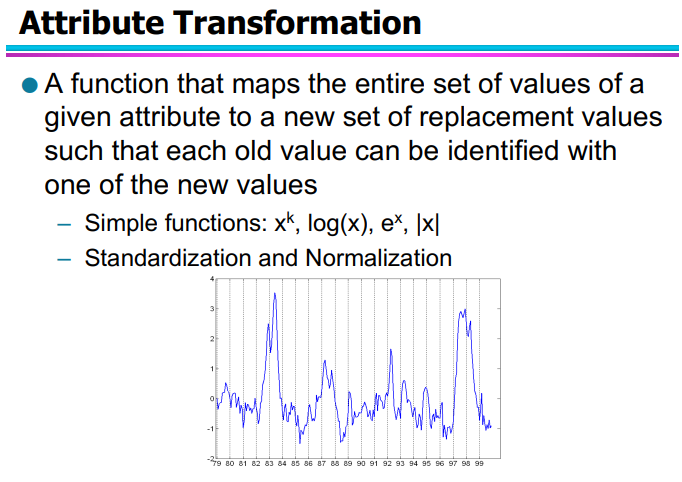 Attribute Transformation
● A function that maps the entire set of values of a
given attribute to a new set of replacement values
such that each old value can be identified with
one of the new values
– Simple functions: xᵏ, log(x), eˣ, |x|
– Standardization and Normalization
4
3
2
1
0
-1
-2
79 80 81 82 83 84 85 86 87 88 89 90 91 92 93 94 95 96 97 98 99